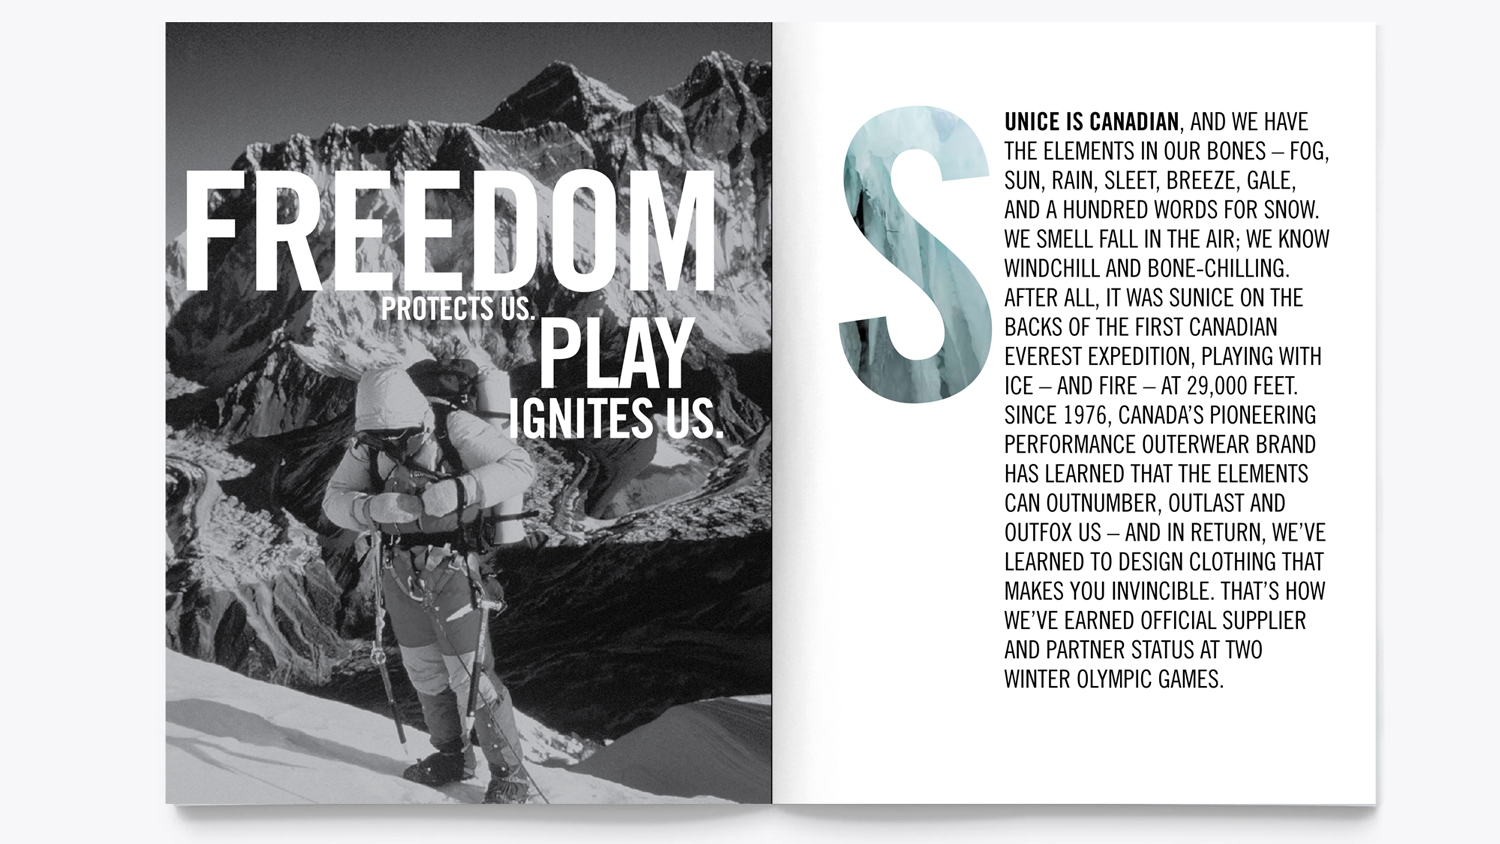 FREEDOM
PROTECTS US.
PLAY
IGNITES US.
SUNICE IS CANADIAN, AND WE HAVE
THE ELEMENTS IN OUR BONES – FOG,
SUN, RAIN, SLEET, BREEZE, GALE,
AND A HUNDRED WORDS FOR SNOW.
WE SMELL FALL IN THE AIR; WE KNOW
WINDCHILL AND BONE-CHILLING.
AFTER ALL, IT WAS SUNICE ON THE
BACKS OF THE FIRST CANADIAN
EVEREST EXPEDITION, PLAYING WITH
ICE – AND FIRE – AT 29,000 FEET.
SINCE 1976, CANADA’S PIONEERING
PERFORMANCE OUTERWEAR BRAND
HAS LEARNED THAT THE ELEMENTS
CAN OUTNUMBER, OUTLAST AND
OUTFOX US – AND IN RETURN, WE’VE
LEARNED TO DESIGN CLOTHING THAT
MAKES YOU INVINCIBLE. THAT’S HOW
WE’VE EARNED OFFICIAL SUPPLIER
AND PARTNER STATUS AT TWO
WINTER OLYMPIC GAMES.